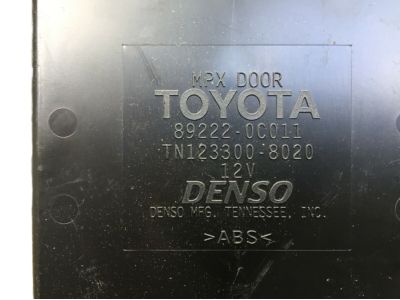 MPX DOOR
TOYOTA
89222-0C011
TN123300-8020
12V
DENSO
DENSO MFG. TENNESSEE, INC.
>ABS<